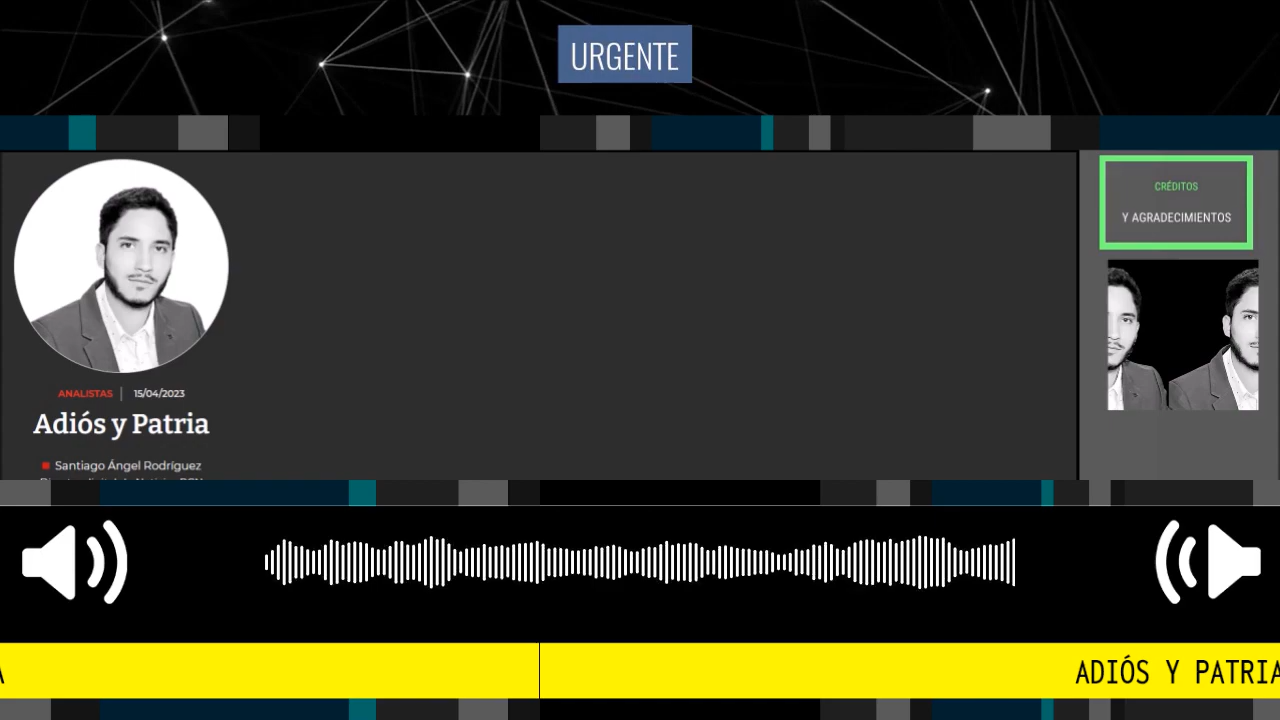 URGENTE
CRÉDITOS
Y AGRADECIMIENTOS
ANALISTAS | 15/04/2023
Adiós y Patria
Santiago Ángel Rodríguez
ADIÓS Y PATRIA